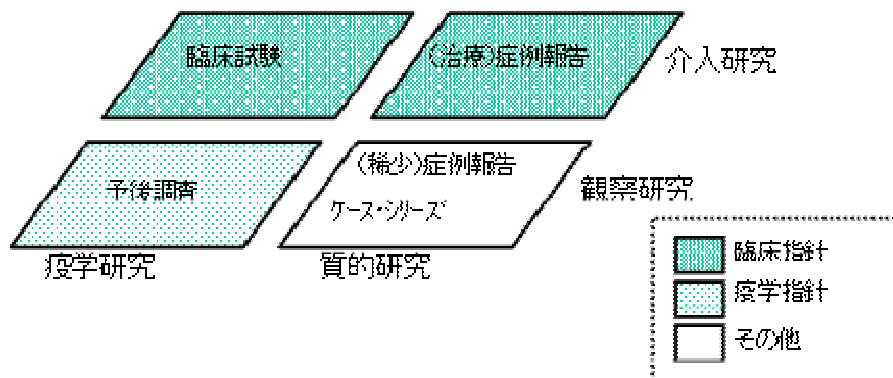 臨床試験
(治療)症例報告
介入研究
予後調査
(稀少)症例報告
ケース・シリーズ
観察研究
疫学研究
質的研究
臨床指針
疫学指針
その他